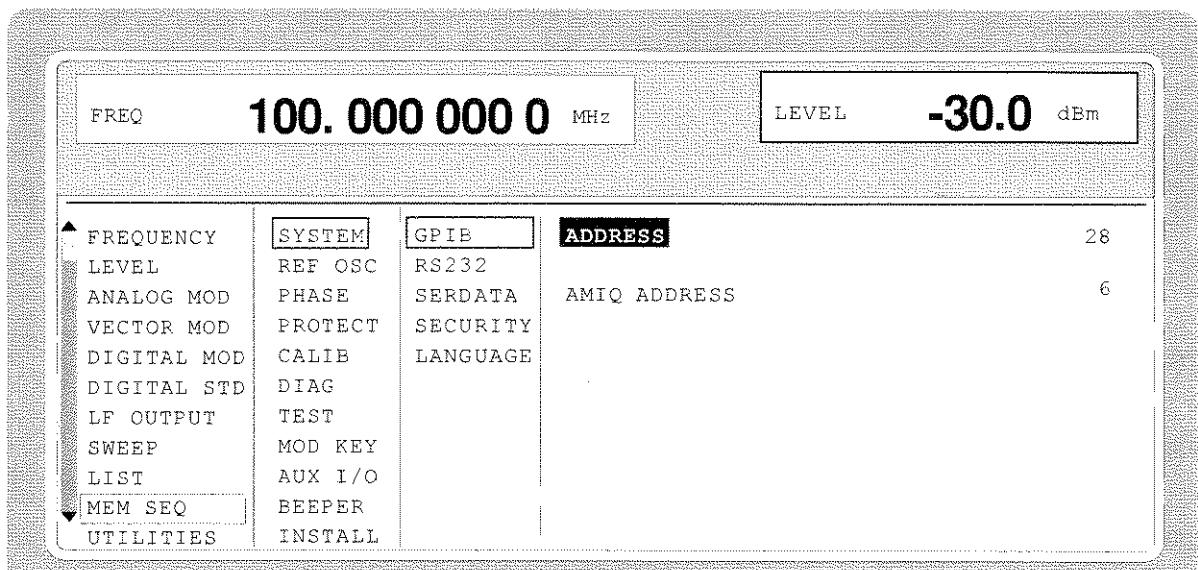 FREQ 100. 000 000 0 MHz LEVEL -30.0 dBm
FREQUENCY SYSTEM GPIB ADDRESS 28
LEVEL REF OSC RS232
ANALOG MOD PHASE SERDATA AMIQ ADDRESS 6
VECTOR MOD PROTECT SECURITY
DIGITAL MOD CALIB LANGUAGE
DIGITAL STD DIAG
LF OUTPUT TEST
SWEEP MOD KEY
LIST AUX I/O
MEM SEQ BEEPER
UTILITIES INSTALL